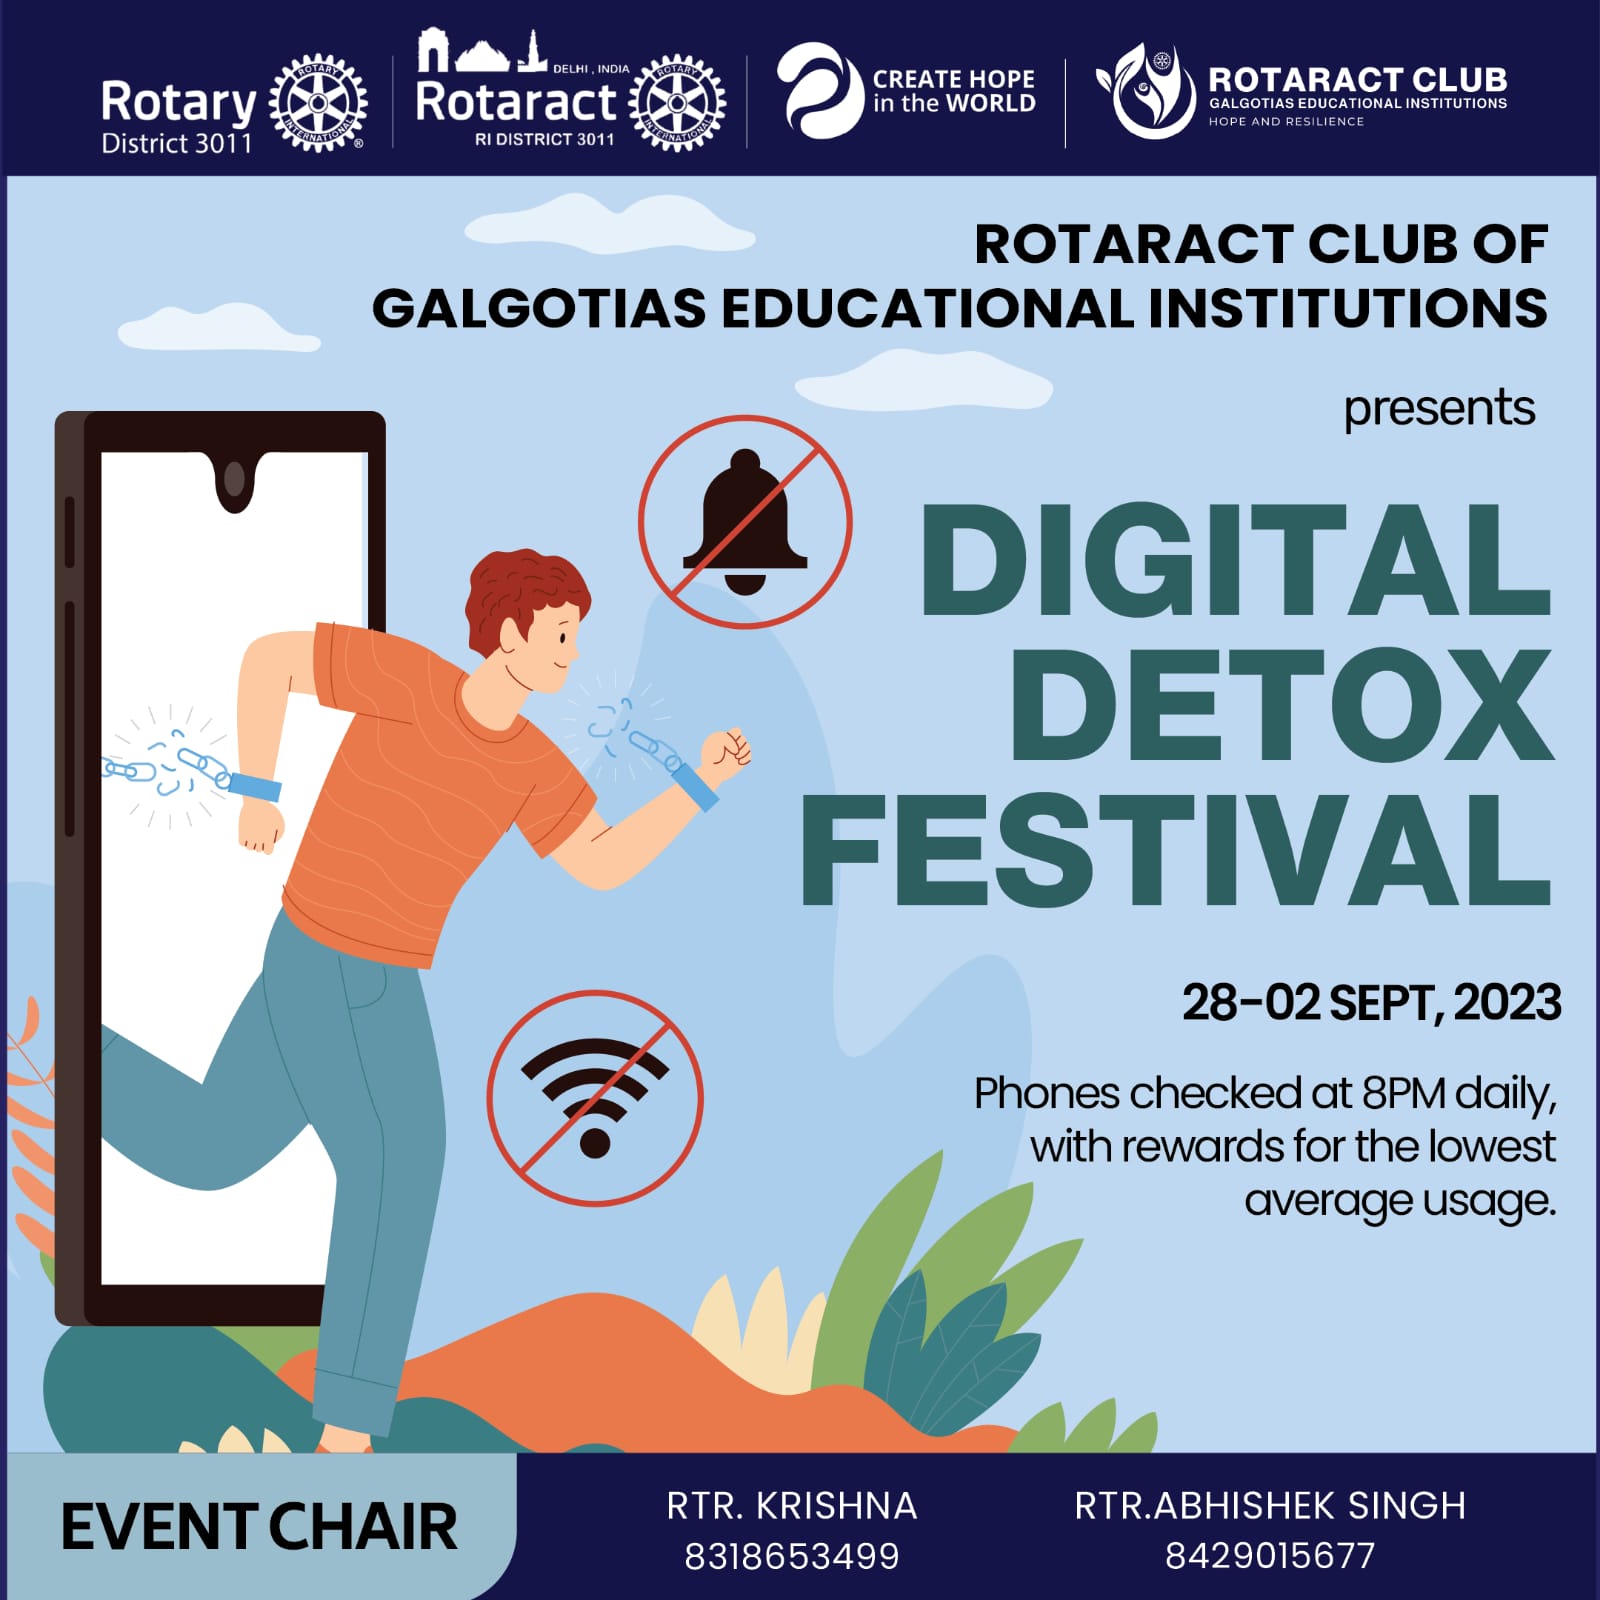 Rotary
District 3011
ROTARY
INTERNATIONAL
®
DELHI, INDIA
Rotaract
RI DISTRICT 3011
ROTARY
INTERNATIONAL
CREATE HOPE
in the WORLD
ROTARACT CLUB
GALGOTIAS EDUCATIONAL INSTITUTIONS
HOPE AND RESILIENCE
ROTARACT CLUB OF
GALGOTIAS EDUCATIONAL INSTITUTIONS
presents
DIGITAL
DETOX
FESTIVAL
28-02 SEPT, 2023
Phones checked at 8PM daily,
with rewards for the lowest
average usage.
EVENT CHAIR
RTR. KRISHNA
8318653499
RTR.ABHISHEK SINGH
8429015677